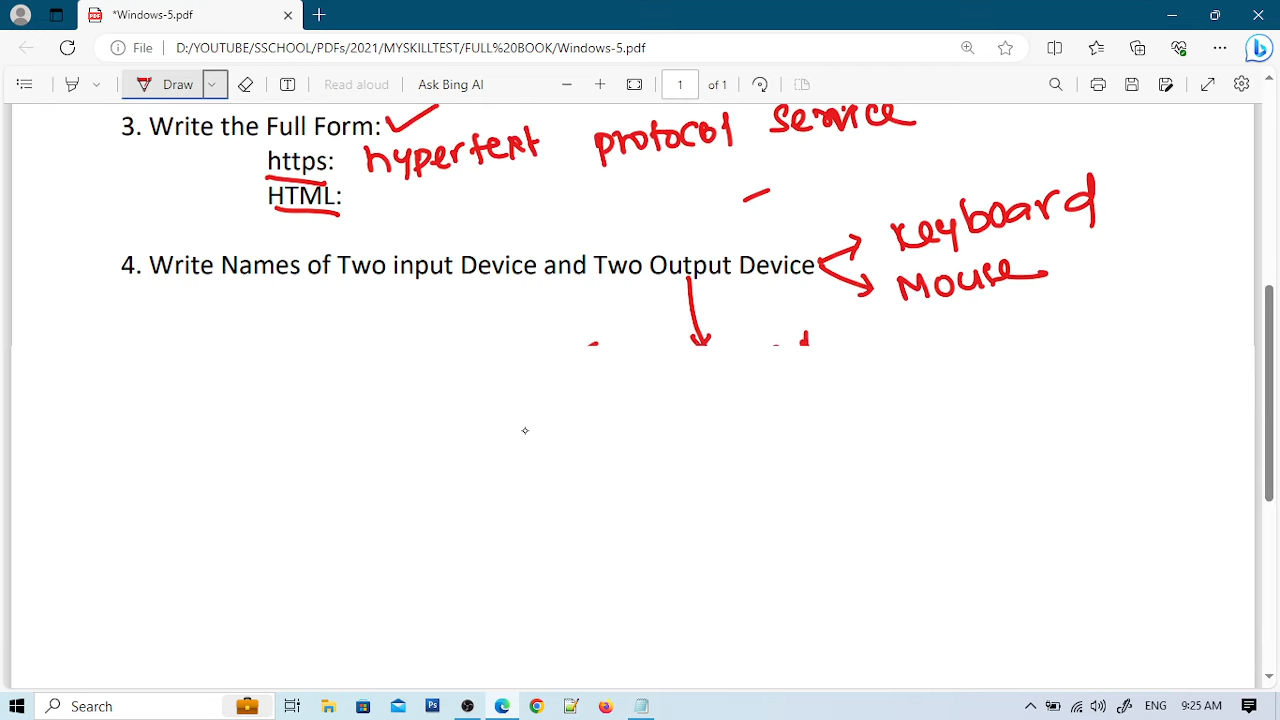 *Windows-5.pdf
File D:/YOUTUBE/SSCHOOL/PDFs/2021/MYSKILLTEST/FULL%20BOOK/Windows-5.pdf
Draw Read aloud Ask Bing AI 1 of 1
3. Write the Full Form:
https: hypertext protocol service
HTML:
4. Write Names of Two input Device and Two Output Device
keyboard
Mouse
Search ENG 9:25 AM